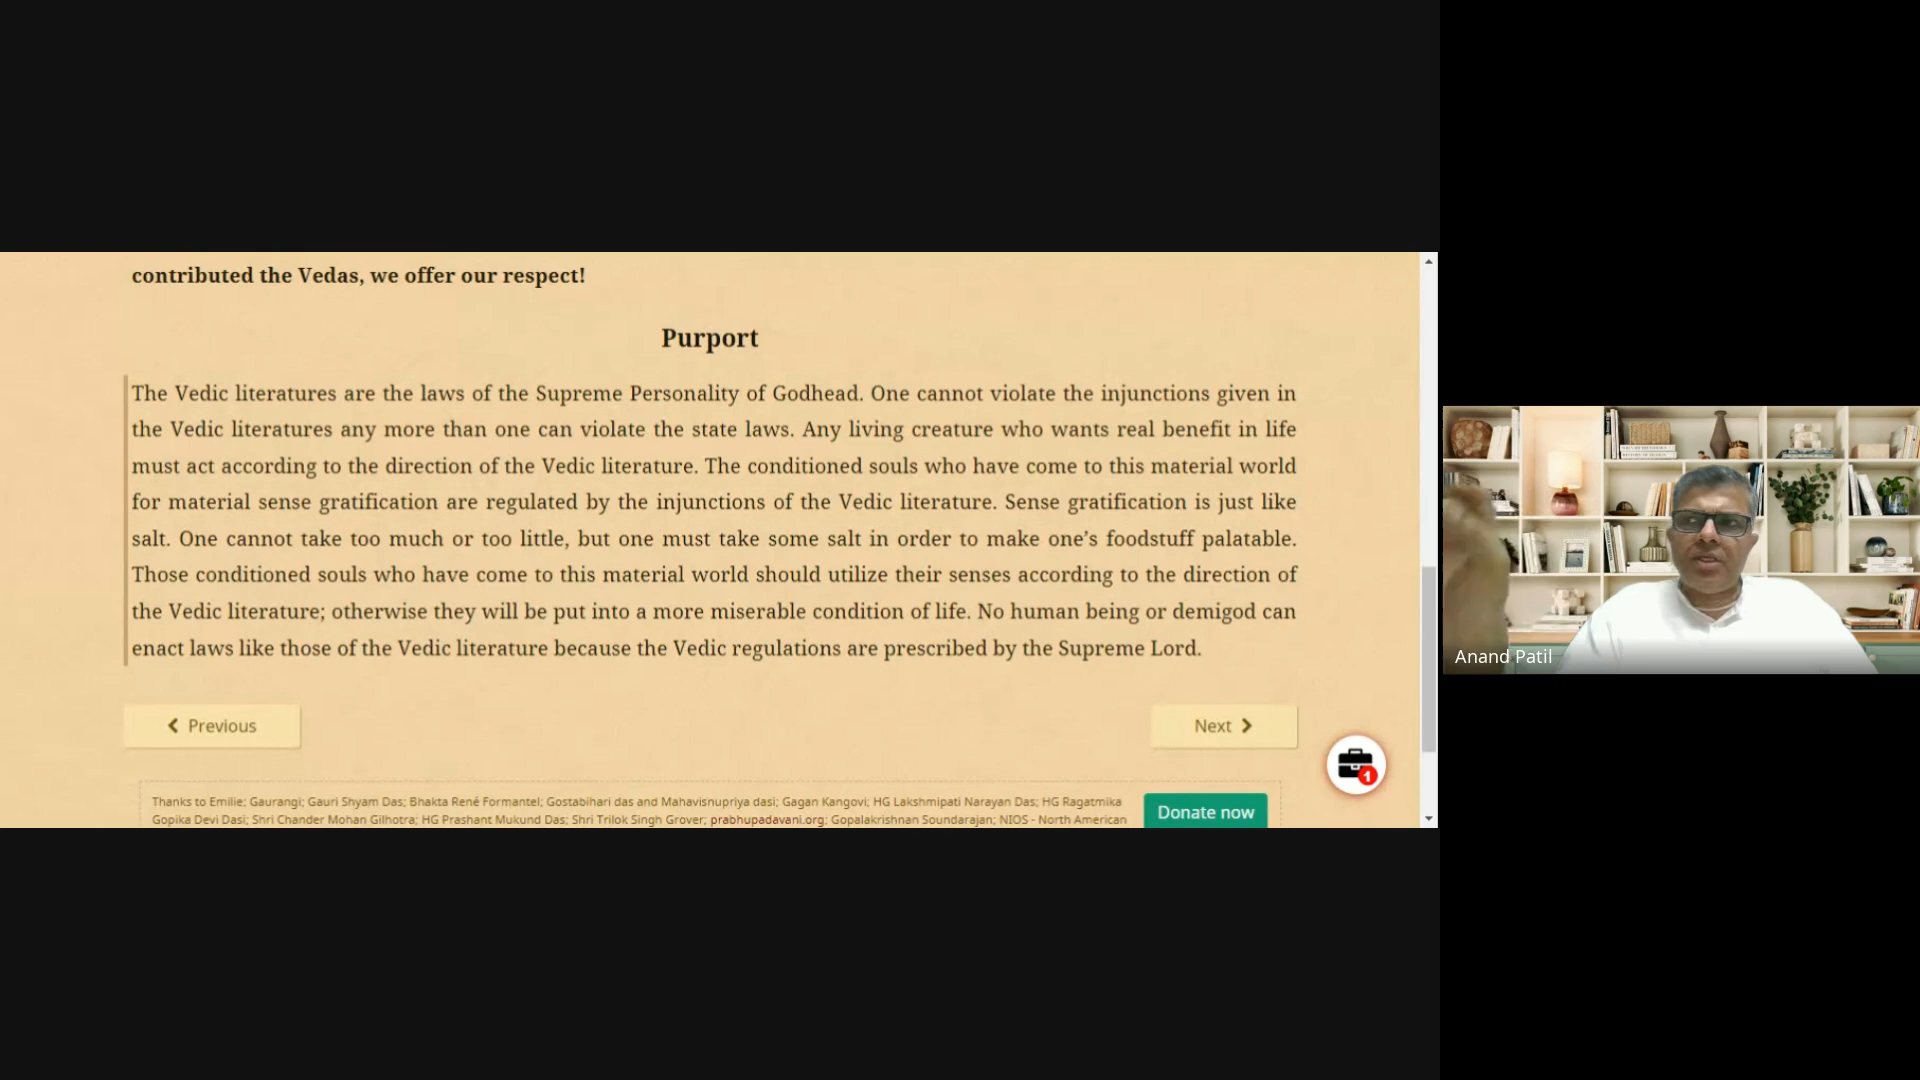 contributed the Vedas, we offer our respect!
Purport
The Vedic literatures are the laws of the Supreme Personality of Godhead. One cannot violate the injunctions given in
the Vedic literatures any more than one can violate the state laws. Any living creature who wants real benefit in life
must act according to the direction of the Vedic literature. The conditioned souls who have come to this material world
for material sense gratification are regulated by the injunctions of the Vedic literature. Sense gratification is just like
salt. One cannot take too much or too little, but one must take some salt in order to make one’s foodstuff palatable.
Those conditioned souls who have come to this material world should utilize their senses according to the direction of
the Vedic literature; otherwise they will be put into a more miserable condition of life. No human being or demigod can
enact laws like those of the Vedic literature because the Vedic regulations are prescribed by the Supreme Lord.
Previous
Next
1
Thanks to Emilie; Gaurangi; Gauri Shyam Das; Bhakta René Formantel; Gostabihari das and Mahavisnupriya dasi; Gagan Kangovi; HG Lakshmipati Narayan Das; HG Ragatmika
Gopika Devi Dasi; Shri Chander Mohan Gilhotra; HG Prashant Mukund Das; Shri Trilok Singh Grover; prabhupadavani.org; Gopalakrishnan Soundarajan; NIOS - North American
Donate now
Anand Patil